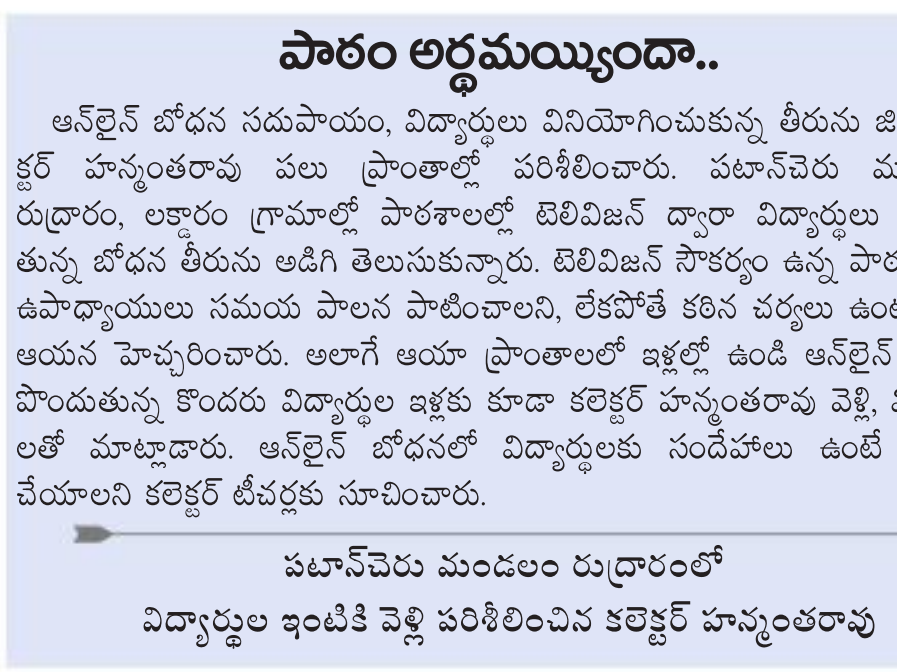 పాఠం అర్థమయ్యిందా..
ఆన్‌లైన్ బోధన సదుపాయం, విద్యార్థులు వినియోగించుకున్న తీరును
క్టర్ హన్మంతరావు పలు ప్రాంతాల్లో పరిశీలించారు. పటాన్‌చెరు
రుద్రారం, లక్డారం గ్రామాల్లో పాఠశాలల్లో టెలివిజన్ ద్వారా విద్యార్థులు
తున్న బోధన తీరును అడిగి తెలుసుకున్నారు. టెలివిజన్ సౌకర్యం ఉన్న
ఉపాధ్యాయులు సమయ పాలన పాటించాలని, లేకపోతే కఠిన చర్యలు
ఆయన హెచ్చరించారు. అలాగే ఆయా ప్రాంతాలలో ఇళ్లల్లో ఉండి ఆన్‌లైన్
పొందుతున్న కొందరు విద్యార్థుల ఇళ్లకు కూడా కలెక్టర్ హన్మంతరావు వెళ్లి,
లతో మాట్లాడారు. ఆన్‌లైన్ బోధనలో విద్యార్థులకు సందేహాలు ఉంటే
చేయాలని కలెక్టర్ టీచర్లకు సూచించారు.
పటాన్‌చెరు మండలం రుద్రారంలో
విద్యార్థుల ఇంటికి వెళ్లి పరిశీలించిన కలెక్టర్ హన్మంతరావు